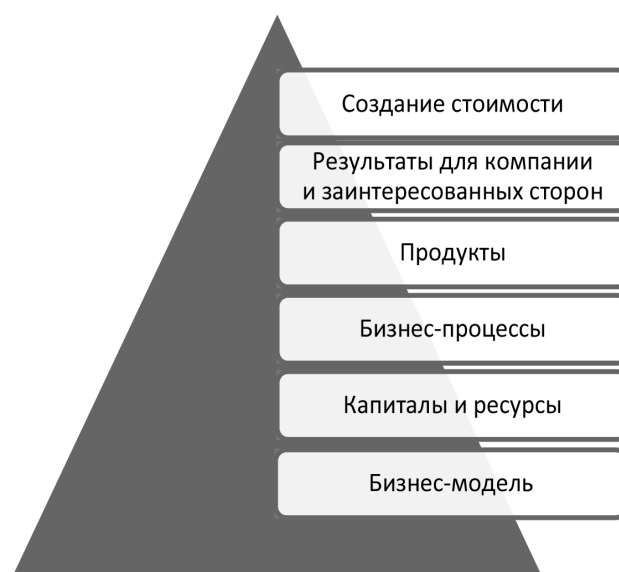 Создание стоимости
Результаты для компании
и заинтересованных сторон
Продукты
Бизнес-процессы
Капиталы и ресурсы
Бизнес-модель